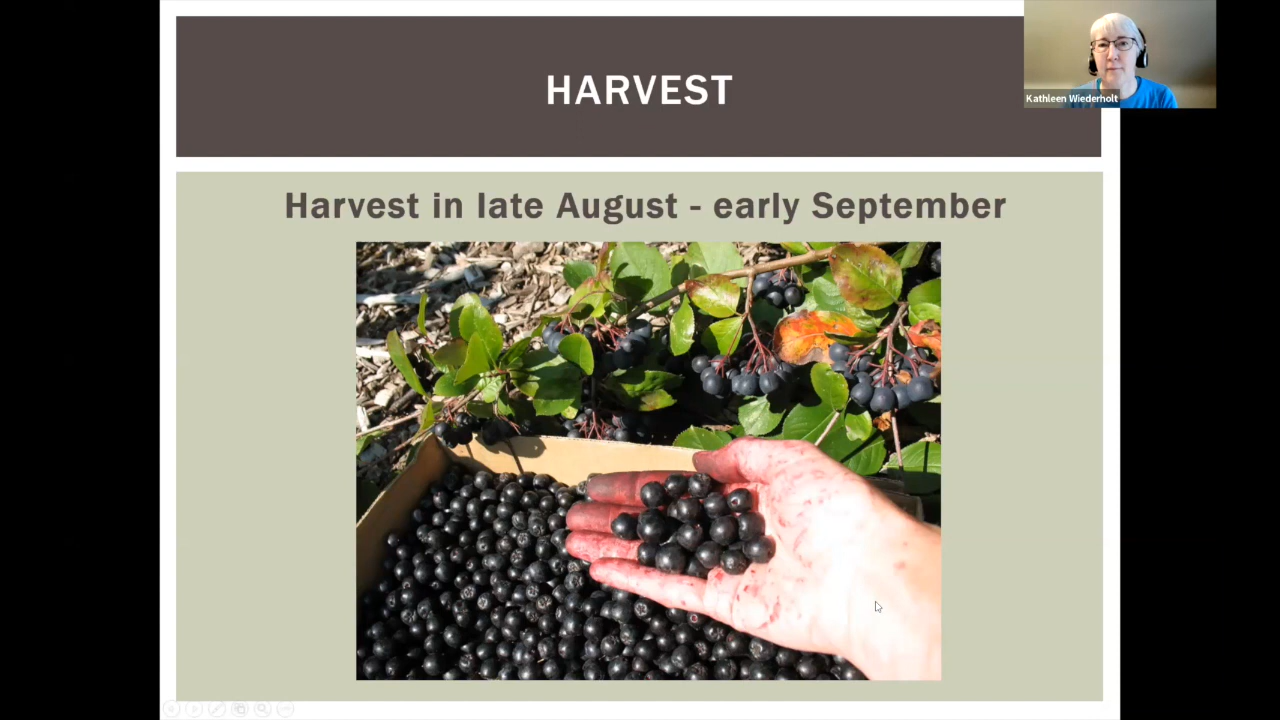 HARVEST
Kathleen Wiederholt
Harvest in late August - early September